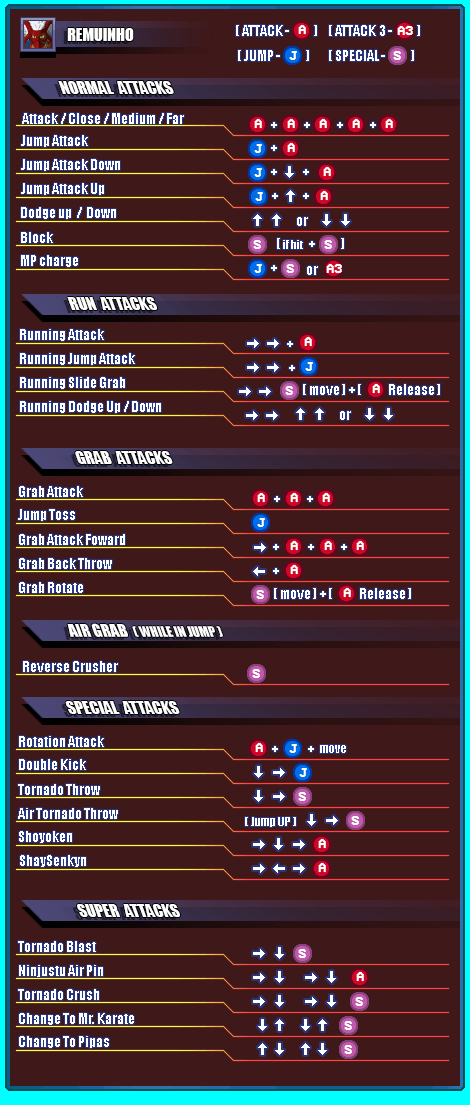 REMUINHO [ ATTACK - A ] [ ATTACK 3 - A3 ]
[ JUMP - J ] [ SPECIAL - S ]
NORMAL ATTACKS
Attack / Close / Medium / Far A + A + A + A + A
Jump Attack J + A
Jump Attack Down J + ↓ + A
Jump Attack Up J + ↑ + A
Dodge up / Down ↑ ↑ or ↓ ↓
Block S [ if hit + S ]
MP charge J + S or A3
RUN ATTACKS
Running Attack → → + A
Running Jump Attack → → + J
Running Slide Grab → → S [ move ] + [ A Release ]
Running Dodge Up / Down → → ↑ ↑ or ↓ ↓
GRAB ATTACKS
Grab Attack A + A + A
Jump Toss J
Grab Attack Foward → + A + A + A
Grab Back Throw ← + A
Grab Rotate S [ move ] + [ A Release ]
AIR GRAB ( WHILE IN JUMP )
Reverse Crusher S
SPECIAL ATTACKS
Rotation Attack A + J + move
Double Kick ↓ → J
Tornado Throw ↓ → S
Air Tornado Throw [ Jump UP ] ↓ → S
Shoyoken → ↓ → A
ShaySenkyn → ← → A
SUPER ATTACKS
Tornado Blast → ↓ S
Ninjustu Air Pin → ↓ → ↓ A
Tornado Crush → ↓ → ↓ S
Change To Mr. Karate ↓ ↑ ↓ ↑ S
Change To Pipas ↑ ↓ ↑ ↓ S